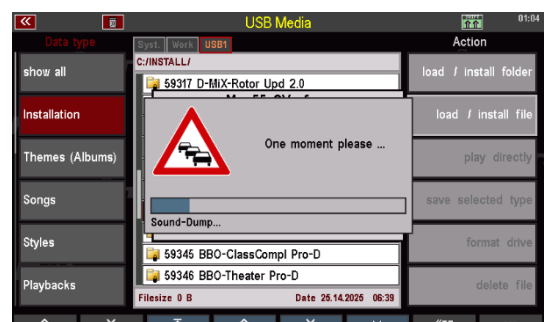 USB Media
01:04
Data type
Syst. Work USB1
Action
C:/INSTALL/
show all
59317 D-MiX-Rotor Upd 2.0
load / install folder
Installation
load / install file
One moment please ...
Themes (Albums)
play directly
Songs
save selected type
Sound-Dump...
Styles
format drive
59345 BBO-ClassCompl Pro-D
59346 BBO-Theater Pro-D
Playbacks
delete file
Filesize 0 B
Date 25.14.2025 06:39